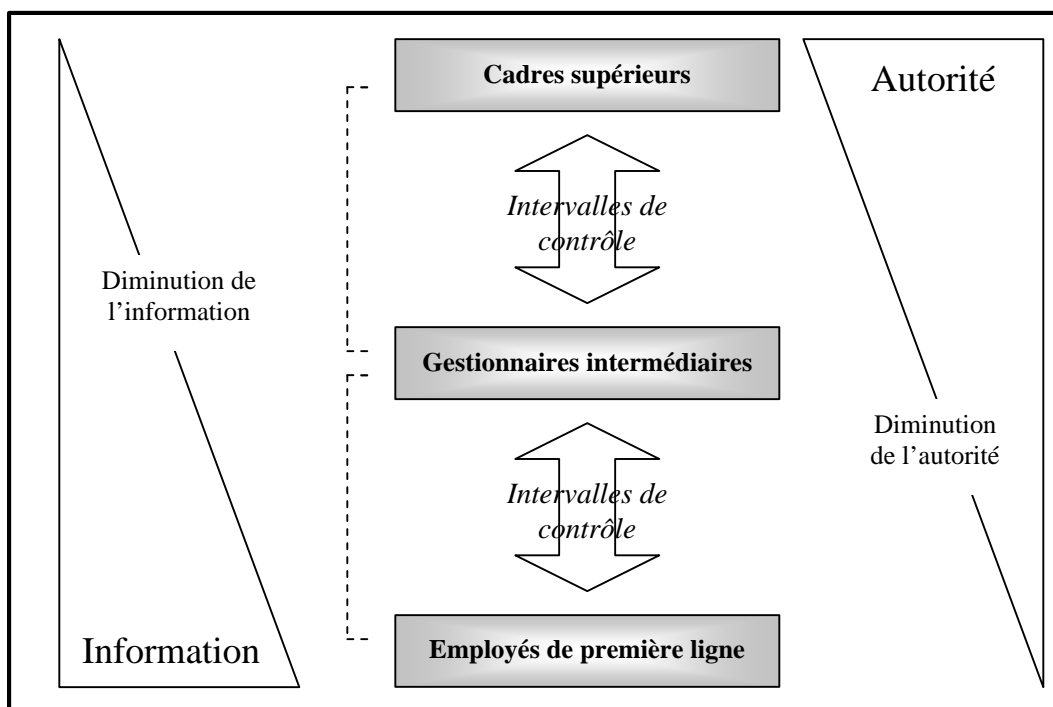 Cadres supérieurs
Autorité
Intervalles de
contrôle
Diminution de
l’information
Gestionnaires intermédiaires
Diminution
de l’autorité
Intervalles de
contrôle
Information
Employés de première ligne